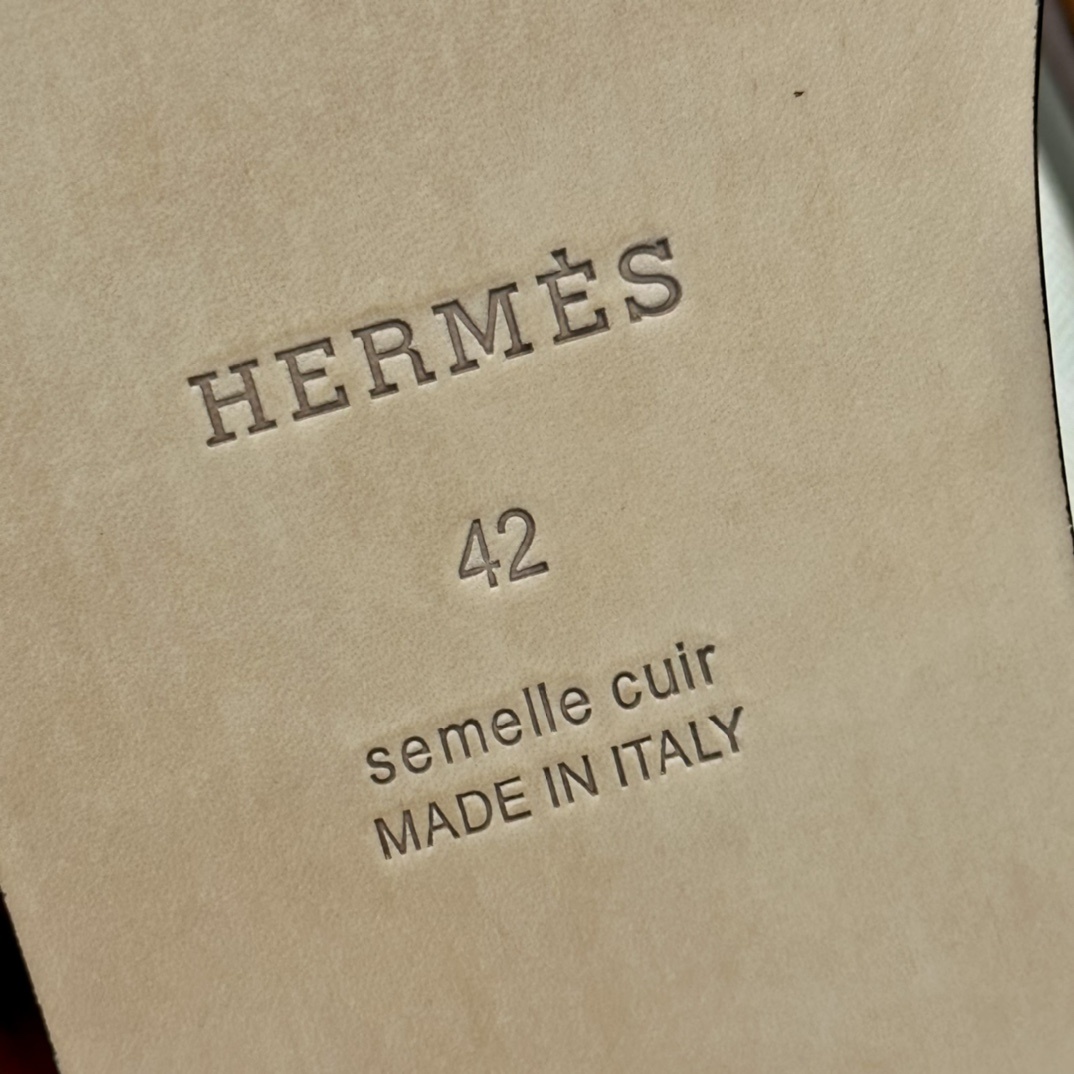 HERMÈS
42
semelle cuir
MADE IN ITALY